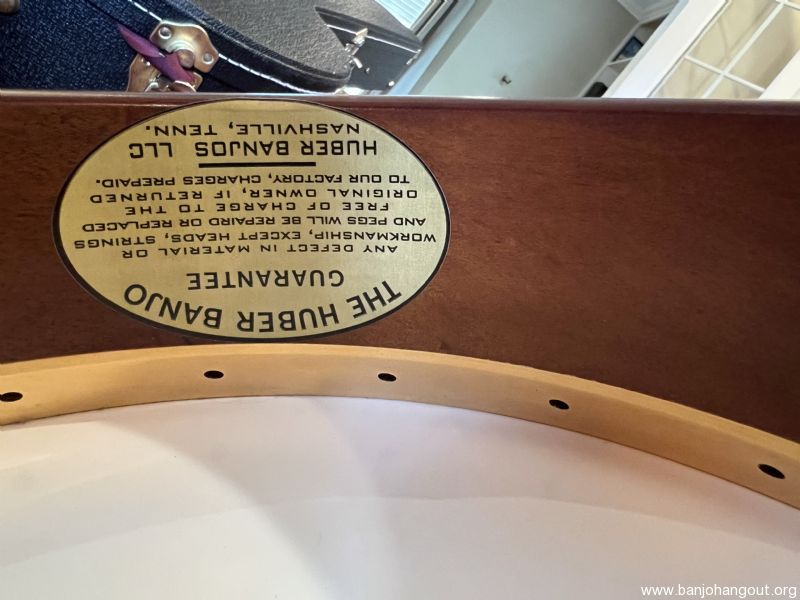 THE HUBER BANJO
GUARANTEE
ANY DEFECT IN MATERIAL OR
WORKMANSHIP, EXCEPT HEADS, STRINGS
AND PEGS WILL BE REPAIRD OR REPLACED
FREE OF CHARGE TO THE
ORIGINAL OWNER, IF RETURNED
TO OUR FACTORY, CHARGES PREPAID.
HUBER BANJOS LLC
NASHVILLE, TENN.
www.banjohangout.org